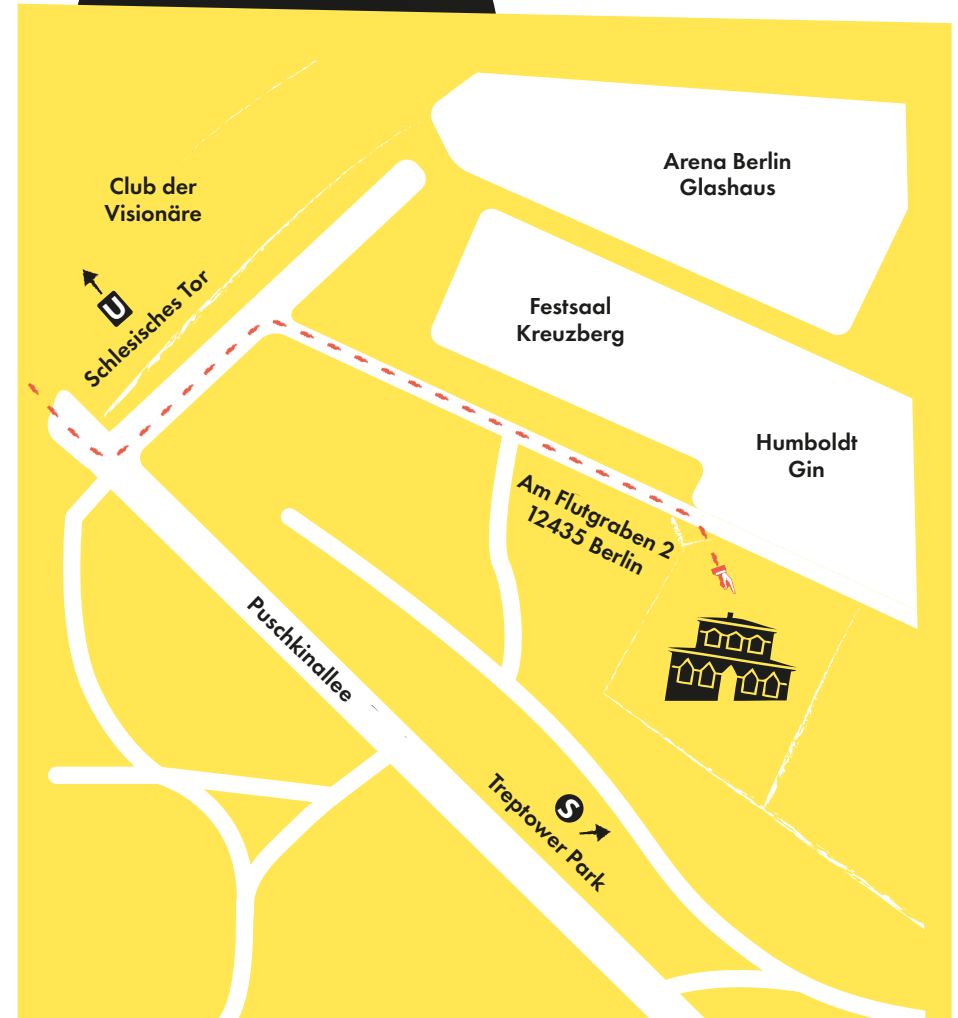 Arena Berlin
Glashaus
Club der
Visionäre
U
Schlesisches Tor
Festsaal
Kreuzberg
Humboldt
Gin
Am Flutgraben 2
12435 Berlin
Puschkinallee
S
Treptower Park